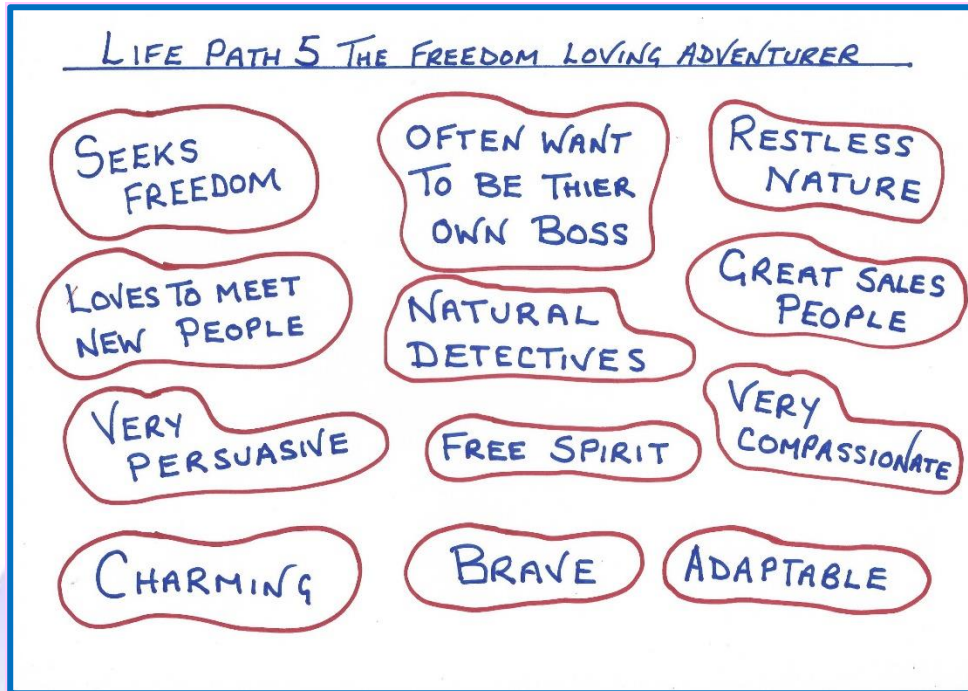 LIFE PATH 5 THE FREEDOM LOVING ADVENTURER
SEEKS
FREEDOM
OFTEN WANT
TO BE THIER
OWN BOSS
RESTLESS
NATURE
LOVES TO MEET
NEW PEOPLE
NATURAL
DETECTIVES
GREAT SALES
PEOPLE
VERY
PERSUASIVE
FREE SPIRIT
VERY
COMPASSIONATE
CHARMING
BRAVE
ADAPTABLE